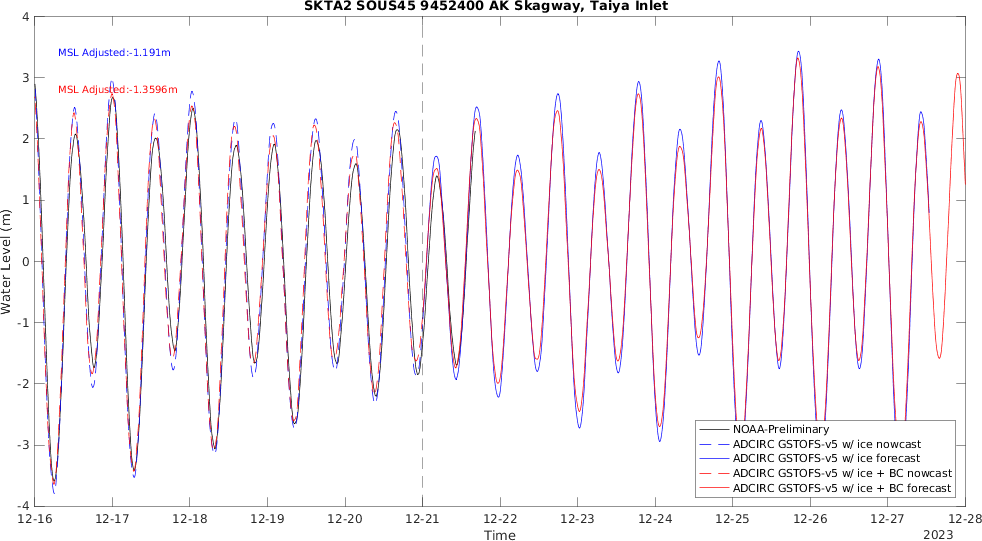 SKTA2 SOUS45 9452400 AK Skagway, Taiya Inlet
MSL Adjusted:-1.191m
MSL Adjusted:-1.3596m
Water Level (m)
4
3
2
1
0
-1
-2
-3
-4
NOAA-Preliminary
ADCIRC GSTOFS-v5 w/ ice nowcast
ADCIRC GSTOFS-v5 w/ ice forecast
ADCIRC GSTOFS-v5 w/ ice + BC nowcast
ADCIRC GSTOFS-v5 w/ ice + BC forecast
12-16 12-17 12-18 12-19 12-20 12-21 12-22 12-23 12-24 12-25 12-26 12-27 12-28
Time
2023